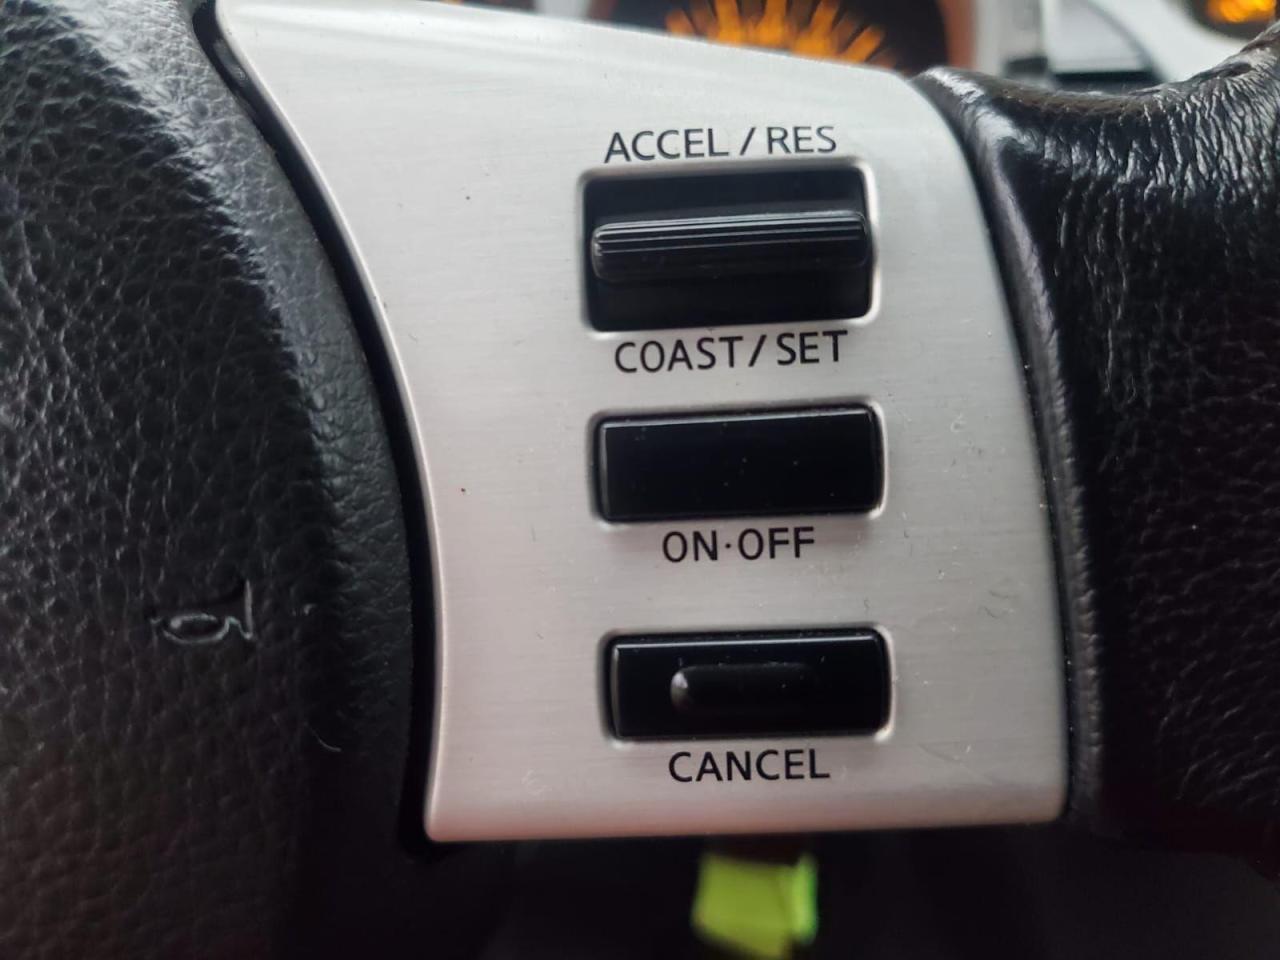 ACCEL / RES
COAST / SET
ON·OFF
CANCEL